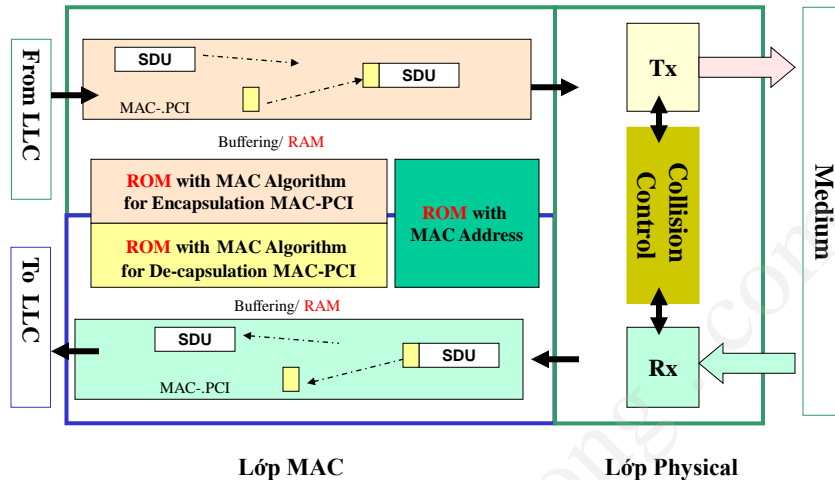 From LLC
SDU
SDU
MAC-.PCI
Tx
Buffering/ RAM
ROM with MAC Algorithm
for Encapsulation MAC-PCI
ROM with
MAC Address
Collision
Control
Medium
ROM with MAC Algorithm
for De-capsulation MAC-PCI
To LLC
Buffering/ RAM
SDU
SDU
MAC-.PCI
Rx
Lớp MAC
Lớp Physical